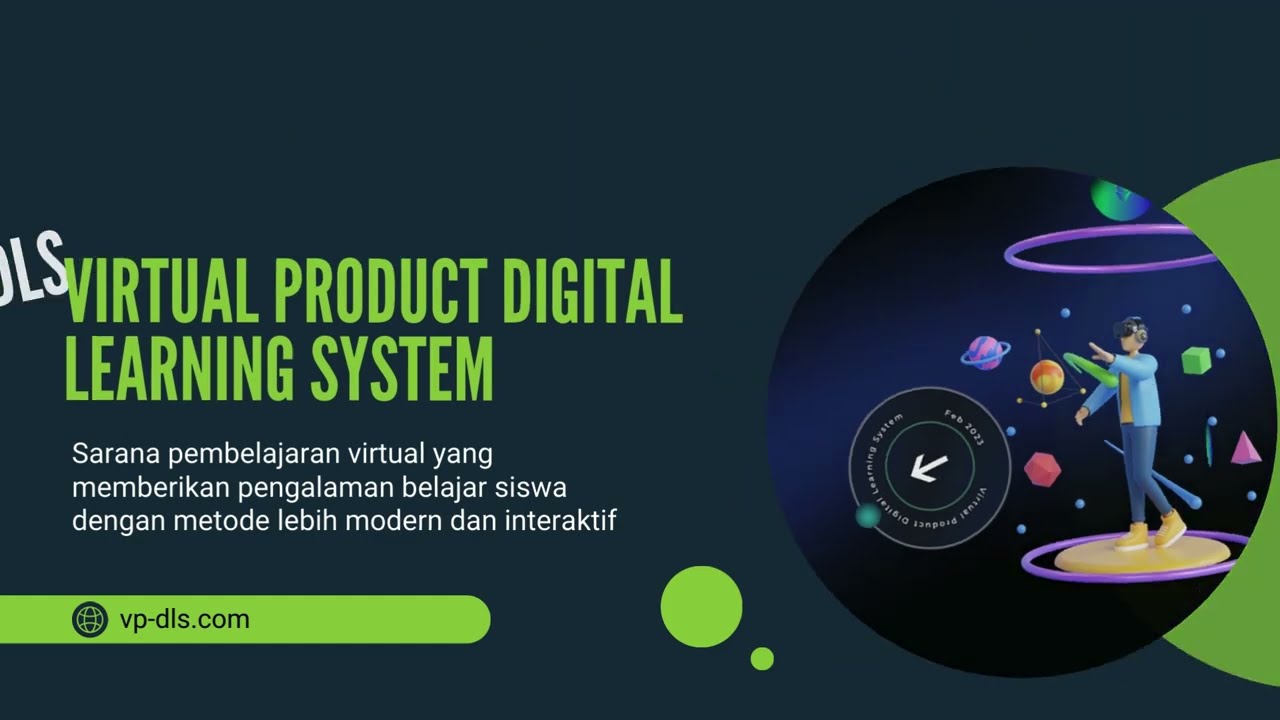 DLS
VIRTUAL PRODUCT DIGITAL
LEARNING SYSTEM
Sarana pembelajaran virtual yang
memberikan pengalaman belajar siswa
dengan metode lebih modern dan interaktif
vp-dls.com
Feb 2023
Virtual Product Digital Learning System